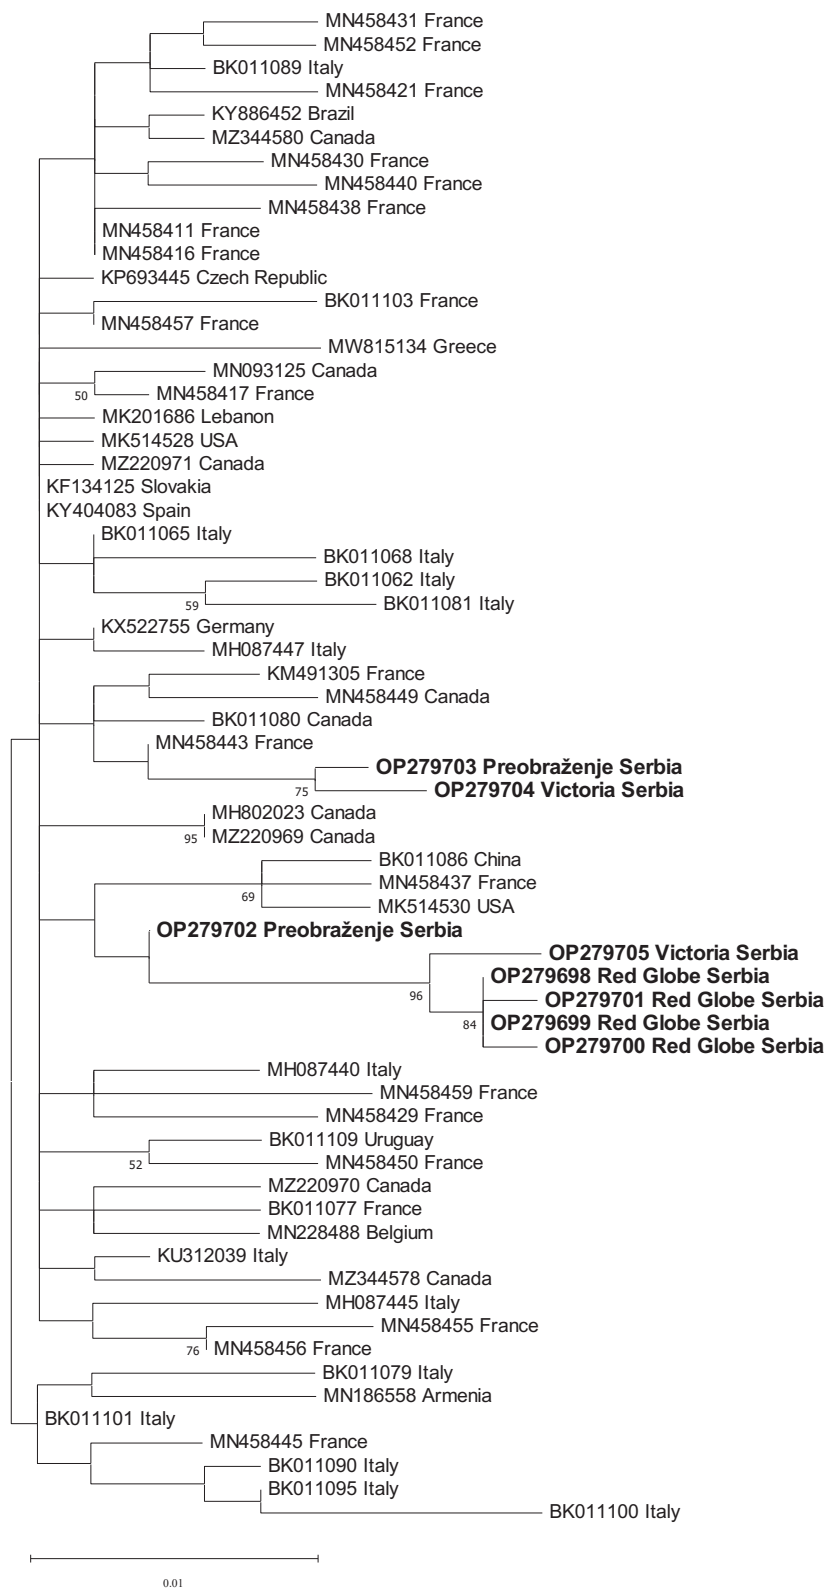 MN458431 France
MN458452 France
BK011089 Italy
MN458421 France
KY886452 Brazil
MZ344580 Canada
MN458430 France
MN458440 France
MN458438 France
MN458411 France
MN458416 France
KP693445 Czech Republic
BK011103 France
MN458457 France
MW815134 Greece
MN093125 Canada
50
MN458417 France
MK201686 Lebanon
MK514528 USA
MZ220971 Canada
KF134125 Slovakia
KY404083 Spain
BK011065 Italy
BK011068 Italy
BK011062 Italy
59
BK011081 Italy
KX522755 Germany
MH087447 Italy
KM491305 France
MN458449 Canada
BK011080 Canada
MN458443 France
OP279703 Preobraženje Serbia
75
OP279704 Victoria Serbia
MH802023 Canada
95
MZ220969 Canada
BK011086 China
MN458437 France
69
MK514530 USA
OP279702 Preobraženje Serbia
OP279705 Victoria Serbia
OP279698 Red Globe Serbia
96
OP279701 Red Globe Serbia
84
OP279699 Red Globe Serbia
OP279700 Red Globe Serbia
MH087440 Italy
MN458459 France
MN458429 France
BK011109 Uruguay
52
MN458450 France
MZ220970 Canada
BK011077 France
MN228488 Belgium
KU312039 Italy
MZ344578 Canada
MH087445 Italy
MN458455 France
76
MN458456 France
BK011079 Italy
MN186558 Armenia
BK011101 Italy
MN458445 France
BK011090 Italy
BK011095 Italy
BK011100 Italy
0.01